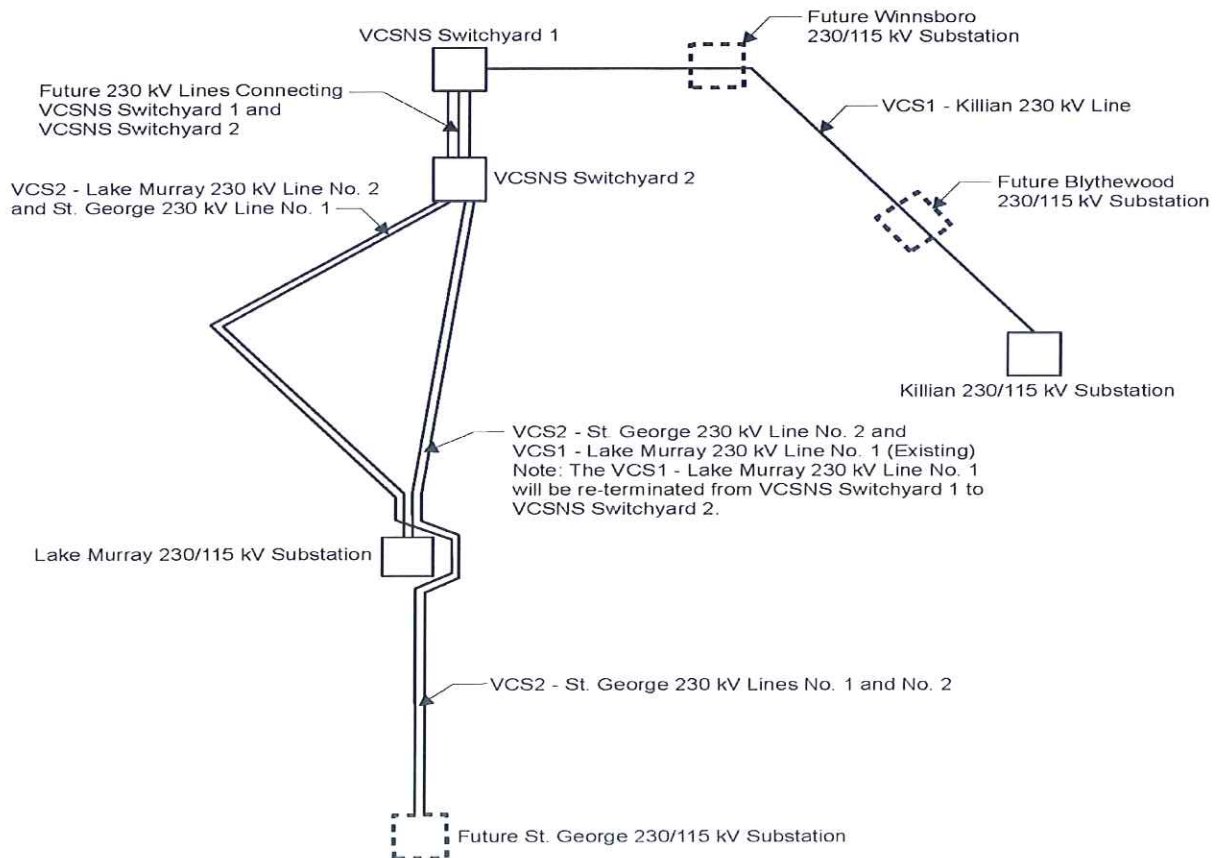 VCSNS Switchyard 1
Future Winnsboro
230/115 kV Substation
Future 230 kV Lines Connecting
VCSNS Switchyard 1 and
VCSNS Switchyard 2
VCS1 - Killian 230 kV Line
VCSNS Switchyard 2
VCS2 - Lake Murray 230 kV Line No. 2
and St. George 230 kV Line No. 1
Future Blythewood
230/115 kV Substation
Killian 230/115 kV Substation
VCS2 - St. George 230 kV Line No. 2 and
VCS1 - Lake Murray 230 kV Line No. 1 (Existing)
Note: The VCS1 - Lake Murray 230 kV Line No. 1
will be re-terminated from VCSNS Switchyard 1 to
VCSNS Switchyard 2.
Lake Murray 230/115 kV Substation
VCS2 - St. George 230 kV Lines No. 1 and No. 2
Future St. George 230/115 kV Substation